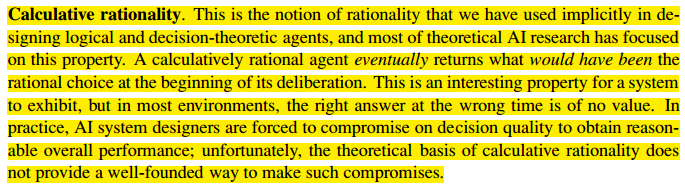 Calculative rationality. This is the notion of rationality that we have used implicitly in de-
signing logical and decision-theoretic agents, and most of theoretical AI research has focused
on this property. A calculatively rational agent eventually returns what would have been the
rational choice at the beginning of its deliberation. This is an interesting property for a system
to exhibit, but in most environments, the right answer at the wrong time is of no value. In
practice, AI system designers are forced to compromise on decision quality to obtain reason-
able overall performance; unfortunately, the theoretical basis of calculative rationality does
not provide a well-founded way to make such compromises.